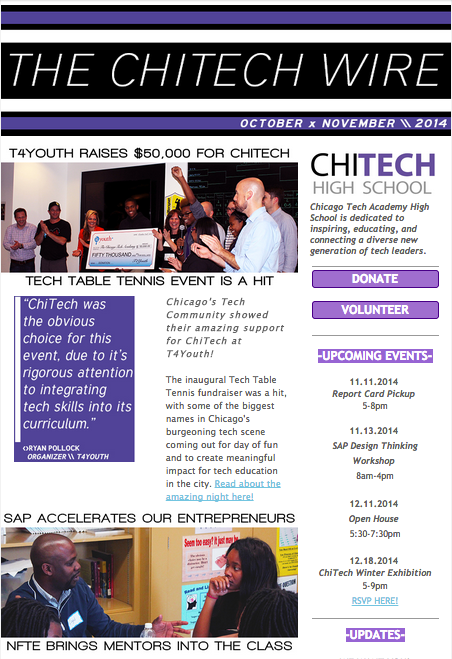 THE CHITECH WIRE
OCTOBER x NOVEMBER \\ 2014
T4YOUTH RAISES $50,000 FOR CHITECH
youth
FIFTY THOUSAND
TECH TABLE TENNIS EVENT IS A HIT
“ChiTech was
the obvious
choice for this
event, due to it's
rigorous attention
to integrating
tech skills into its
curriculum.”
RYAN POLLOCK
ORGANIZER \\ T4YOUTH
Chicago's Tech
Community showed
their amazing support
for ChiTech at
T4Youth!
The inaugural Tech Table
Tennis fundraiser was a hit,
with some of the biggest
names in Chicago's
burgeoning tech scene
coming out for day of fun
and to create meaningful
impact for tech education
in the city. Read about the
amazing night here!
SAP ACCELERATES OUR ENTREPRENEURS
Seem too easy? It just may be
Read and
QUESTION
NFTE BRINGS MENTORS INTO THE CLASS
CHITECH
HIGH SCHOOL
Chicago Tech Academy High
School is dedicated to
inspiring, educating, and
connecting a diverse new
generation of tech leaders.
DONATE
VOLUNTEER
-UPCOMING EVENTS-
11.11.2014
Report Card Pickup
5-8pm
11.13.2014
SAP Design Thinking
Workshop
8am-4pm
12.11.2014
Open House
5:30-7:30pm
12.18.2014
ChiTech Winter Exhibition
5-9pm
RSVP HERE!
-UPDATES-